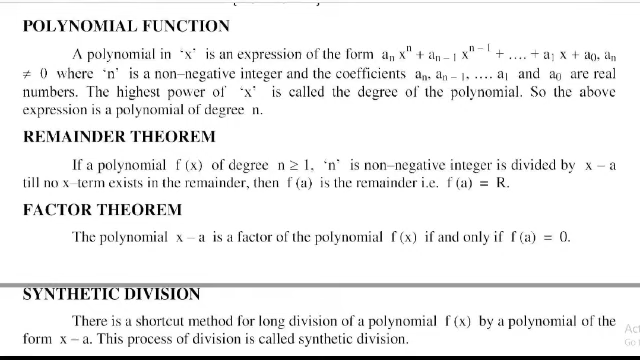 POLYNOMIAL FUNCTION
A polynomial in ‘x’ is an expression of the form aₙ xⁿ + aₙ₋₁ xⁿ⁻¹ + .... + a₁ x + a₀, aₙ
≠ 0 where ‘n’ is a non–negative integer and the coefficients aₙ, aₙ₋₁, .... a₁ and a₀ are real
numbers. The highest power of ‘x’ is called the degree of the polynomial. So the above
expression is a polynomial of degree n.
REMAINDER THEOREM
If a polynomial f (x) of degree n ≥ 1, ‘n’ is non–negative integer is divided by x – a
till no x–term exists in the remainder, then f (a) is the remainder i.e. f (a) = R.
FACTOR THEOREM
The polynomial x – a is a factor of the polynomial f (x) if and only if f (a) = 0.
SYNTHETIC DIVISION
There is a shortcut method for long division of a polynomial f (x) by a polynomial of the
form x – a. This process of division is called synthetic division.